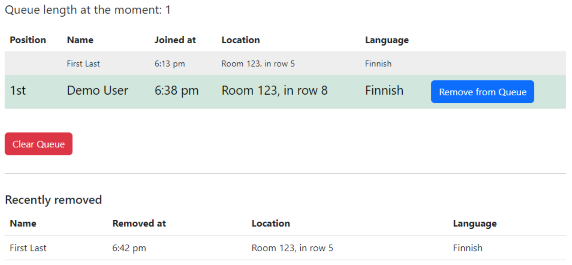 Queue length at the moment: 1
Position Name Joined at Location Language
First Last 6:13 pm Room 123, in row 5 Finnish
1st Demo User 6:38 pm Room 123, in row 8 Finnish Remove from Queue
Clear Queue
Recently removed
Name Removed at Location Language
First Last 6:42 pm Room 123, in row 5 Finnish